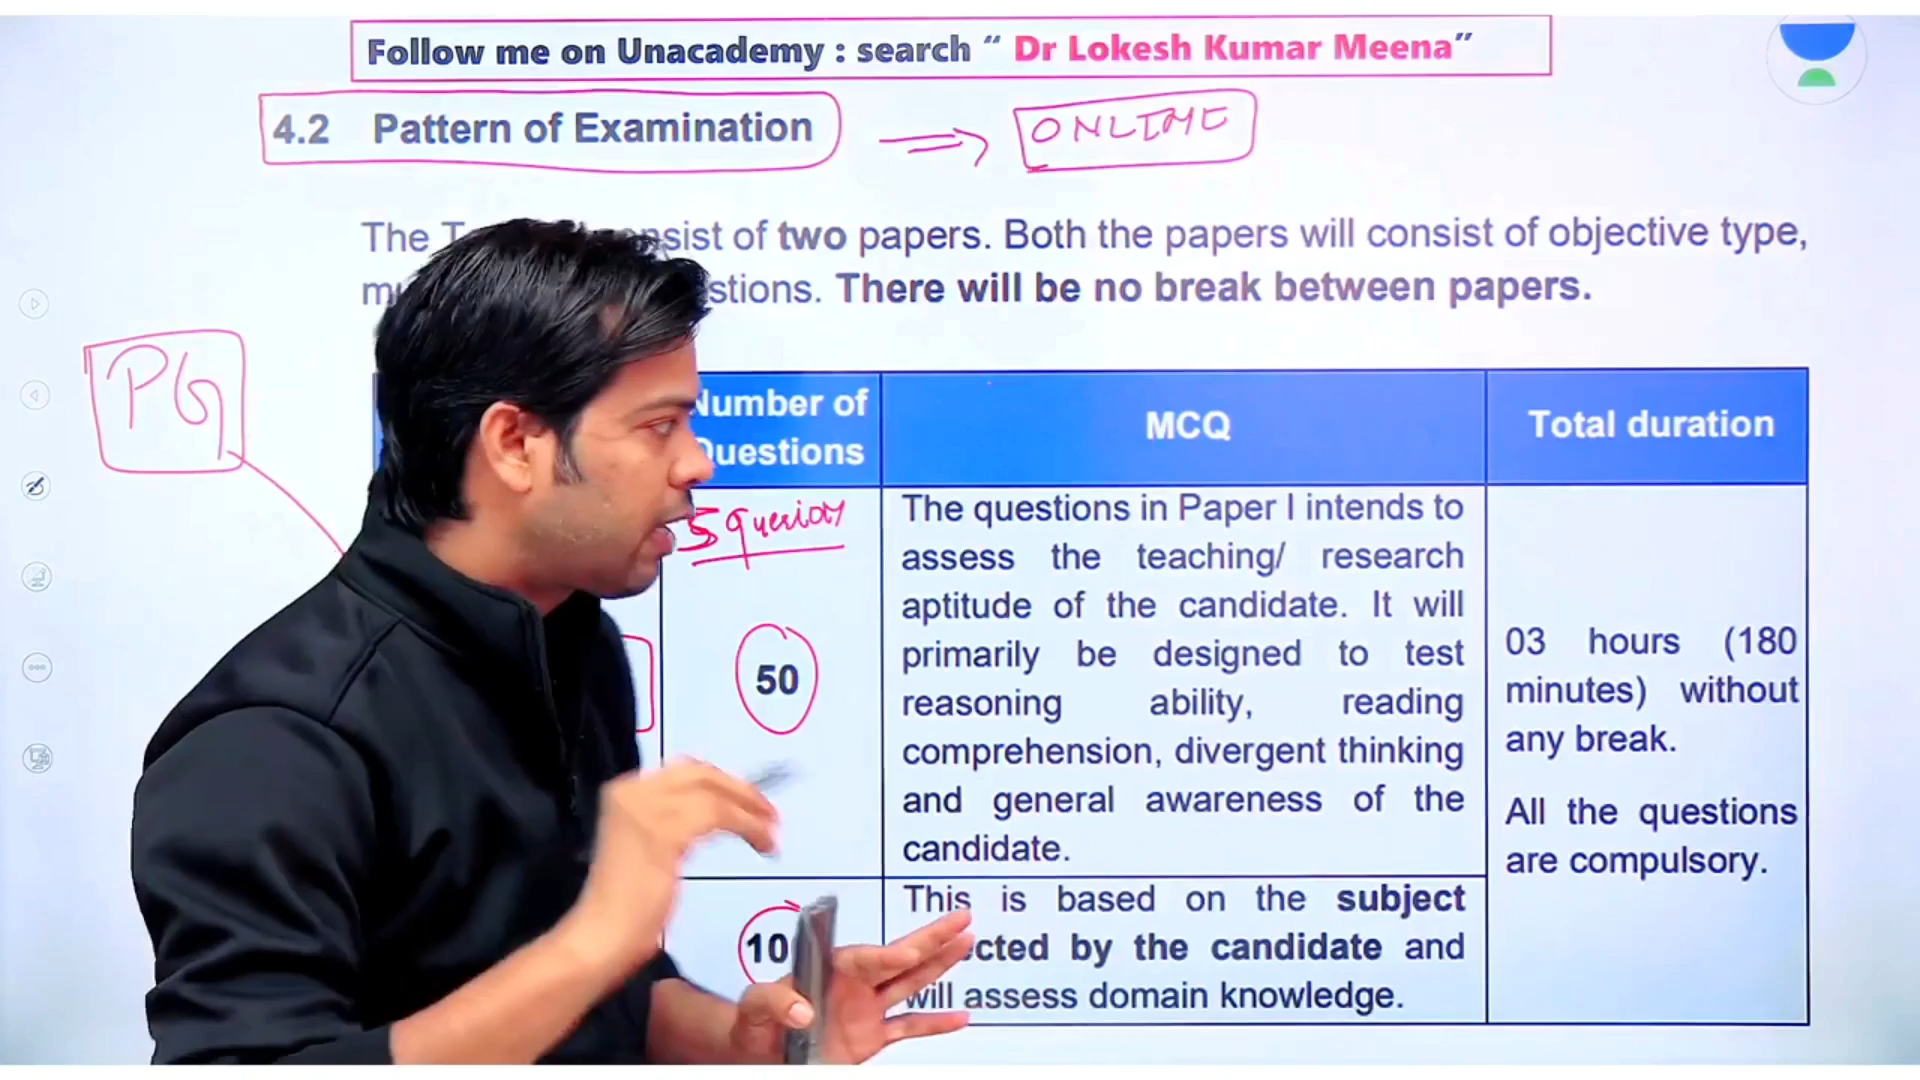 Follow me on Unacademy : search “ Dr Lokesh Kumar Meena”
4.2 Pattern of Examination
ONLINE
The sist of two papers. Both the papers will consist of objective type,
stions. There will be no break between papers.
PG
Number of
Questions
MCQ
Total duration
5 Question
50
The questions in Paper I intends to
assess the teaching/ research
aptitude of the candidate. It will
primarily be designed to test
reasoning ability, reading
comprehension, divergent thinking
and general awareness of the
candidate.
03 hours (180
minutes) without
any break.
All the questions
are compulsory.
10
This is based on the subject
cted by the candidate and
will assess domain knowledge.